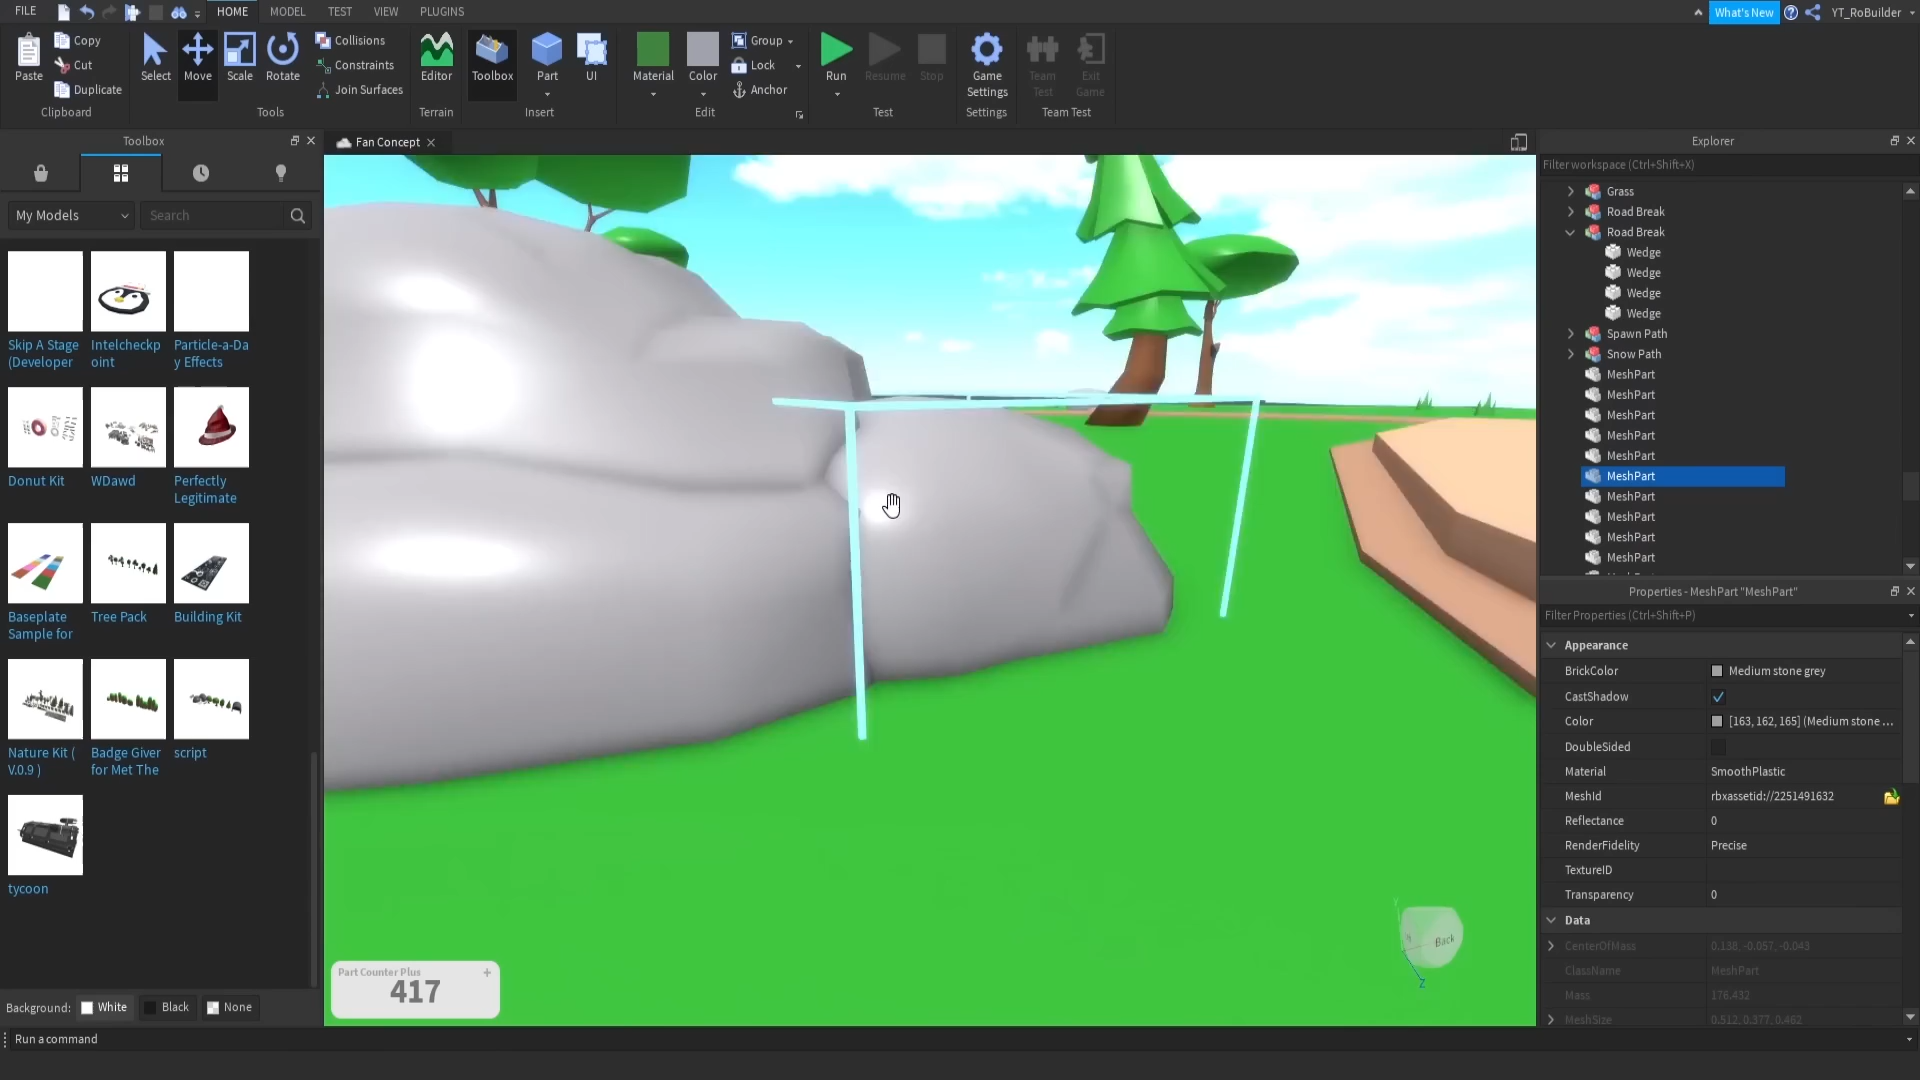 FILE
HOME
MODEL
TEST
VIEW
PLUGINS
What's New
YT_RoBuilder
Paste
Copy
Cut
Duplicate
Clipboard
Select
Move
Scale
Rotate
Collisions
Constraints
Join Surfaces
Tools
Editor
Terrain
Toolbox
Part
UI
Insert
Material
Color
Group
Lock
Anchor
Edit
Run
Resume
Stop
Test
Game
Settings
Settings
Team
Test
Exit
Game
Team Test
Toolbox
My Models
Search
Skip A Stage
(Developer
Intelcheckp
oint
Particle-a-Da
y Effects
Donut Kit
WDawd
Perfectly
Legitimate
Baseplate
Sample for
Tree Pack
Building Kit
Nature Kit (
V.0.9 )
Badge Giver
for Met The
script
tycoon
Background:
White
Black
None
Fan Concept
Part Counter Plus
+
417
Back
Y
Z
Explorer
Filter workspace (Ctrl+Shift+X)
Grass
Road Break
Road Break
Wedge
Wedge
Wedge
Wedge
Spawn Path
Snow Path
MeshPart
MeshPart
MeshPart
MeshPart
MeshPart
MeshPart
MeshPart
MeshPart
MeshPart
MeshPart
Properties - MeshPart "MeshPart"
Filter Properties (Ctrl+Shift+P)
Appearance
BrickColor Medium stone grey
CastShadow
Color [163, 162, 165] (Medium stone ...
DoubleSided
Material SmoothPlastic
MeshId rbxassetid://2251491632
Reflectance 0
RenderFidelity Precise
TextureID
Transparency 0
Data
CenterOfMass 0.138, -0.057, -0.043
ClassName MeshPart
Mass 176.432
MeshSize 0.512, 0.377, 0.462
Run a command